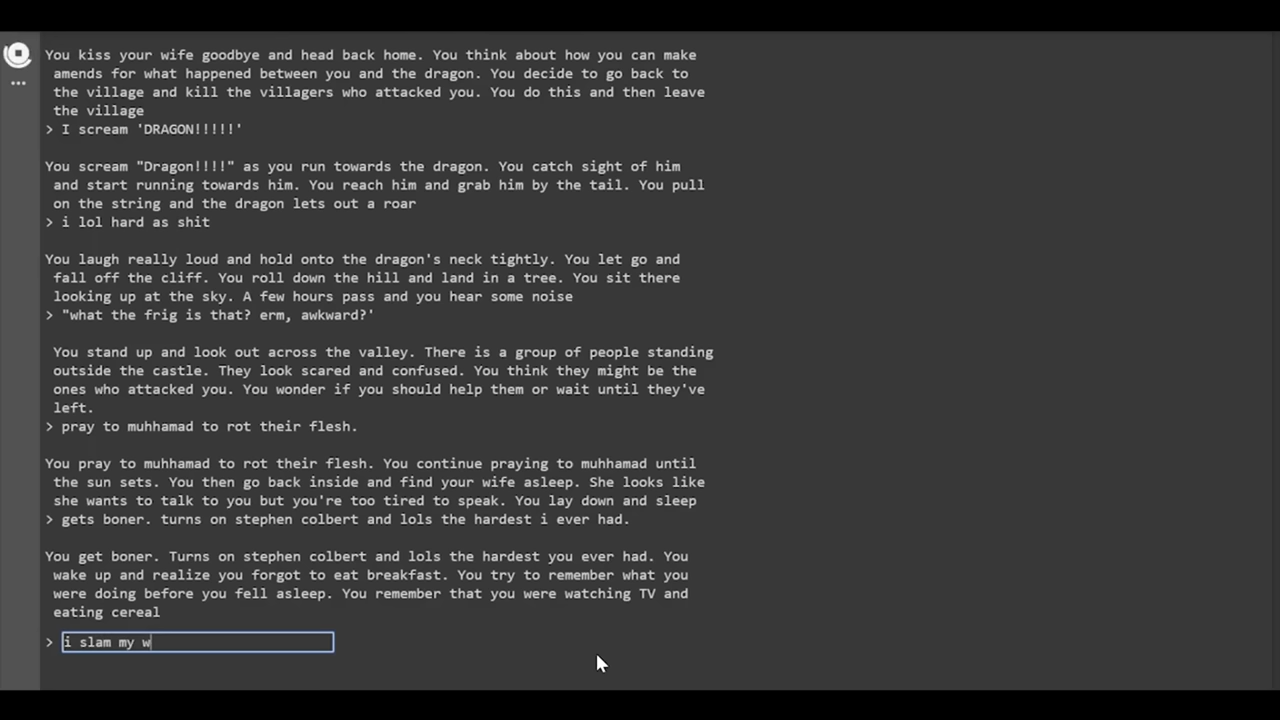 You kiss your wife goodbye and head back home. You think about how you can make
amends for what happened between you and the dragon. You decide to go back to
the village and kill the villagers who attacked you. You do this and then leave
the village
> I scream 'DRAGON!!!!!'
You scream "Dragon!!!!" as you run towards the dragon. You catch sight of him
and start running towards him. You reach him and grab him by the tail. You pull
on the string and the dragon lets out a roar
> i lol hard as shit
You laugh really loud and hold onto the dragon's neck tightly. You let go and
fall off the cliff. You roll down the hill and land in a tree. You sit there
looking up at the sky. A few hours pass and you hear some noise
> "what the frig is that? erm, awkward?'
You stand up and look out across the valley. There is a group of people standing
outside the castle. They look scared and confused. You think they might be the
ones who attacked you. You wonder if you should help them or wait until they've
left.
> pray to muhhamad to rot their flesh.
You pray to muhhamad to rot their flesh. You continue praying to muhhamad until
the sun sets. You then go back inside and find your wife asleep. She looks like
she wants to talk to you but you're too tired to speak. You lay down and sleep
> gets boner. turns on stephen colbert and lols the hardest i ever had.
You get boner. Turns on stephen colbert and lols the hardest you ever had. You
wake up and realize you forgot to eat breakfast. You try to remember what you
were doing before you fell asleep. You remember that you were watching TV and
eating cereal
> i slam my w